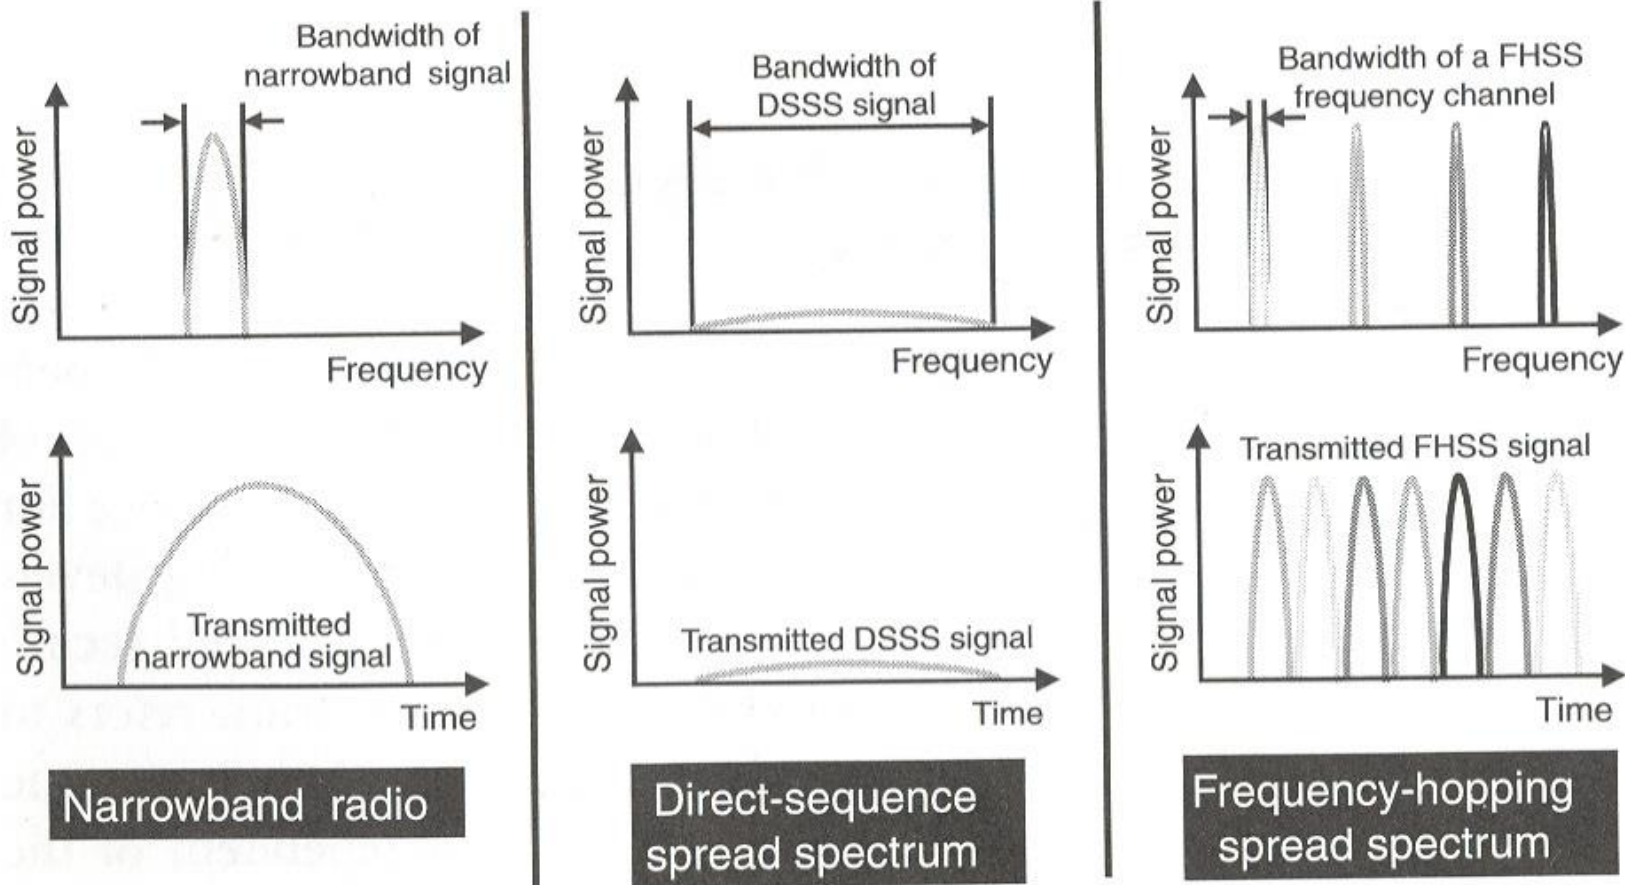 Bandwidth of
narrowband signal
Signal power
Frequency
Signal power
Transmitted
narrowband signal
Time
Narrowband radio
Bandwidth of
DSSS signal
Signal power
Frequency
Signal power
Transmitted DSSS signal
Time
Direct-sequence
spread spectrum
Bandwidth of a FHSS
frequency channel
Signal power
Frequency
Transmitted FHSS signal
Signal power
Time
Frequency-hopping
spread spectrum